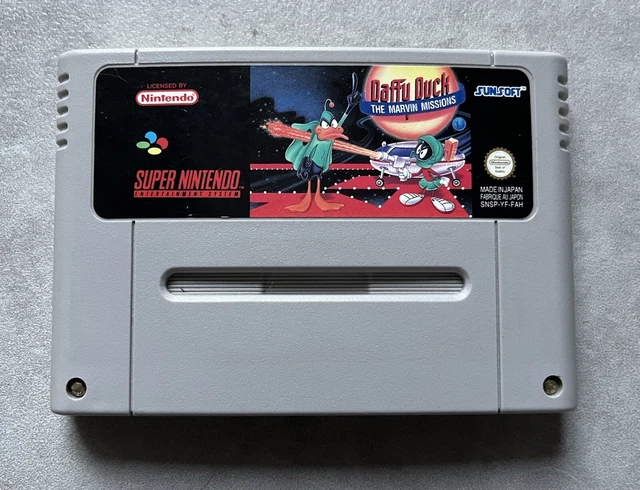 LICENSED BY
Nintendo
SUPER NINTENDO
ENTERTAINMENT SYSTEM
Daffy Duck
THE MARVIN MISSIONS
SUNSOFT
Nintendo
MADE IN JAPAN
FABRIQUE AU JAPON
SNSP-YF-FAH